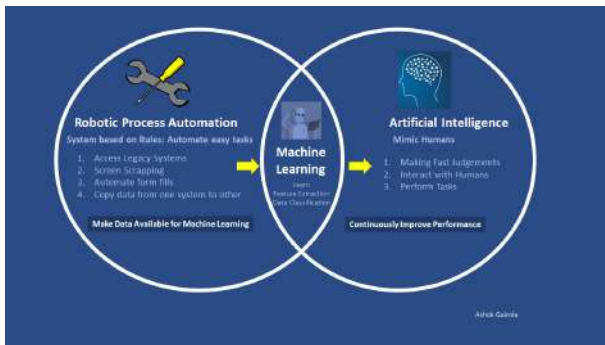 Robotic Process Automation
System based on Rules: Automate easy tasks
1. Access Legacy Systems
2. Screen Scrapping
3. Automate form fills
4. Copy data from one system to other
Make Data Available for Machine Learning
Machine
Learning
Learn
Feature Extraction
Data Classification
Artificial Intelligence
Mimic Humans
1. Making Fast Judgements
2. Interact with Humans
3. Perform Tasks
Continuously Improve Performance
Ashok Gairola